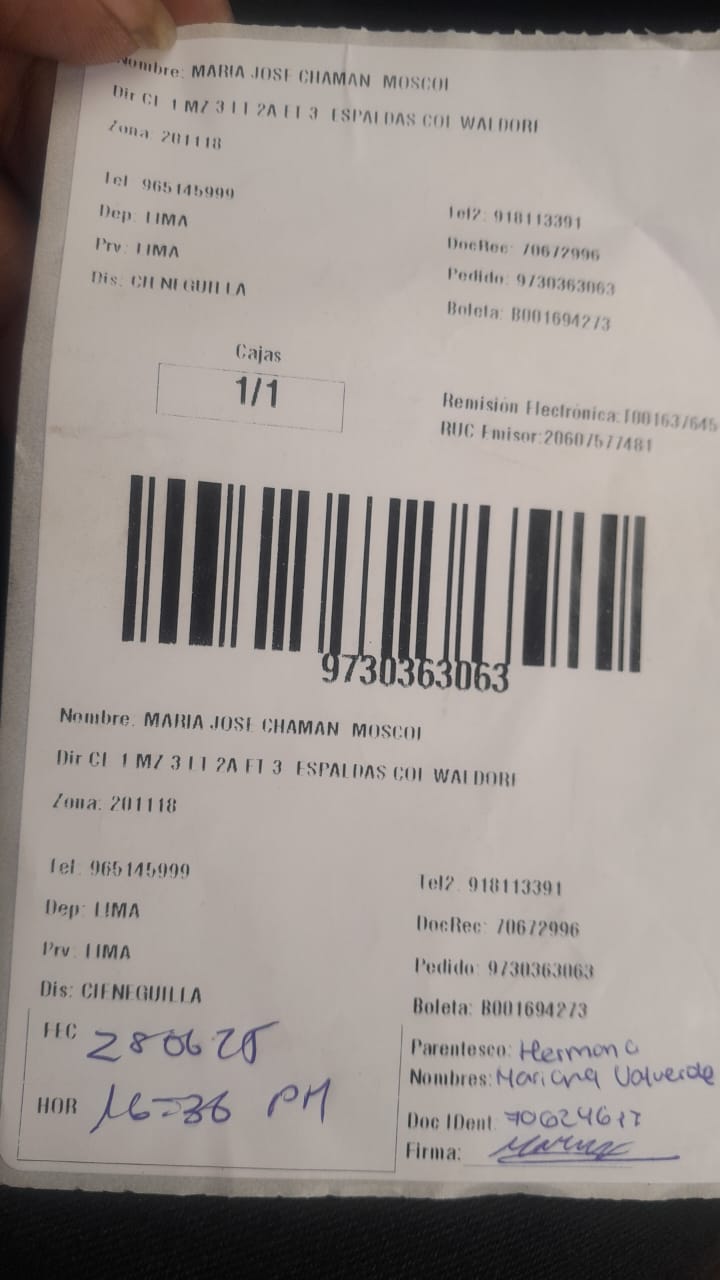 Nombre: MARIA JOSE CHAMAN MOSCOL
Dir CL 1 MZ 3 LT 2A ET 3 ESPALDAS COL WALDORF
Zona: 201118
Tel: 965145999
Tel2: 918113391
Dep: LIMA
DocRec: 70672996
Prv: LIMA
Pedido: 9730363063
Dis: CIENEGUILLA
Boleta: B001694273
Cajas
1/1
Remisión Electrónica:T001637645
RUC Emisor:20607577481
9730363063
Nombre: MARIA JOSE CHAMAN MOSCOL
Dir CL 1 MZ 3 LT 2A ET 3 ESPALDAS COL WALDORF
Zona: 201118
Tel: 965145999
Tel2: 918113391
Dep: LIMA
DocRec: 70672996
Prv: LIMA
Pedido: 9730363063
Dis: CIENEGUILLA
Boleta: B001694273
FEC 280625
Parentesco: Hermana
Nombres: Mariana Valverde
HOR 16:36 PM
Doc IDent: 70624617
Firma: